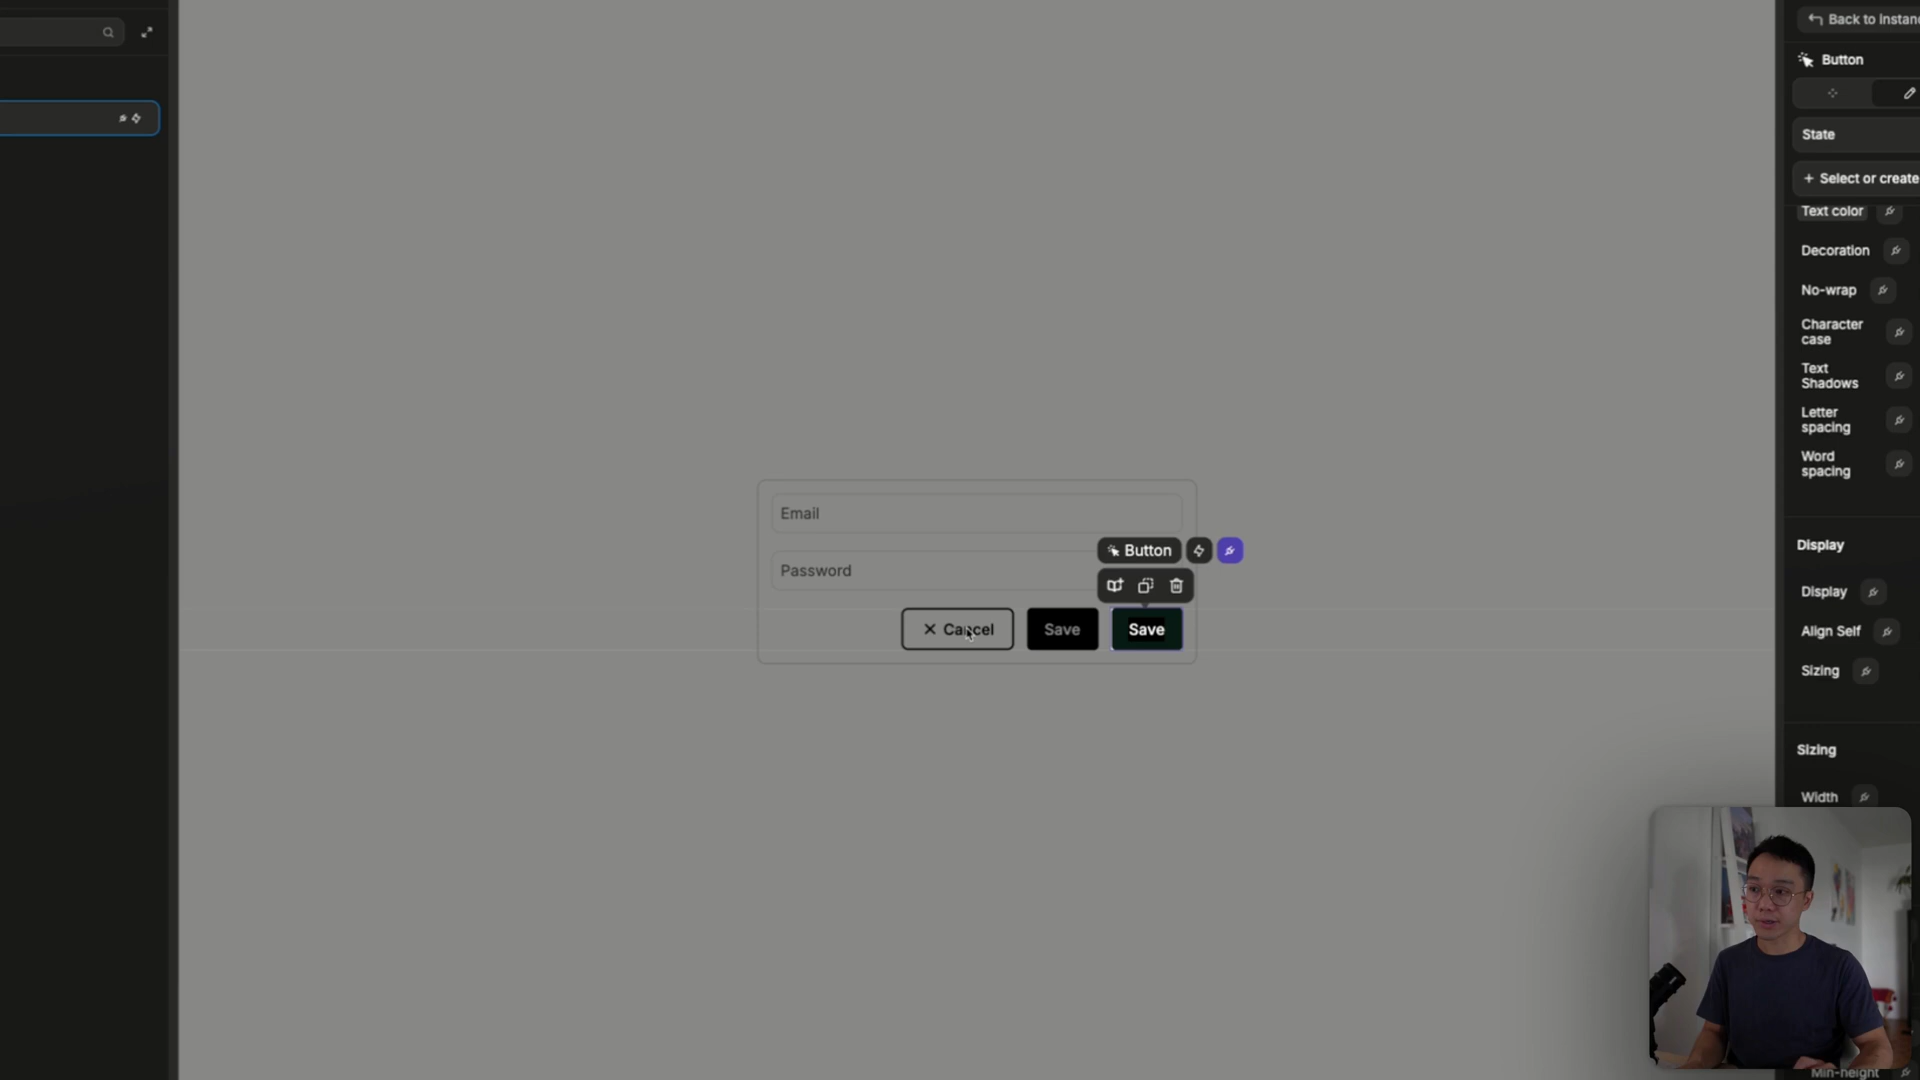 Back to instan
Button
State
+ Select or create
Text color
Decoration
No-wrap
Character
case
Text
Shadows
Letter
spacing
Word
spacing
Display
Display
Align Self
Sizing
Sizing
Width
Min-height
Email
Password
Button
Cancel
Save
Save